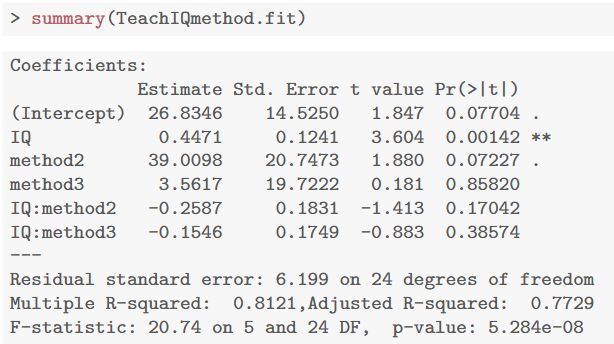 > summary(TeachIQmethod.fit)
Coefficients:
Estimate Std. Error t value Pr(>|t|)
(Intercept) 26.8346 14.5250 1.847 0.07704 .
IQ 0.4471 0.1241 3.604 0.00142 **
method2 39.0098 20.7473 1.880 0.07227 .
method3 3.5617 19.7222 0.181 0.85820
IQ:method2 -0.2587 0.1831 -1.413 0.17042
IQ:method3 -0.1546 0.1749 -0.883 0.38574
---
Residual standard error: 6.199 on 24 degrees of freedom
Multiple R-squared: 0.8121,Adjusted R-squared: 0.7729
F-statistic: 20.74 on 5 and 24 DF, p-value: 5.284e-08